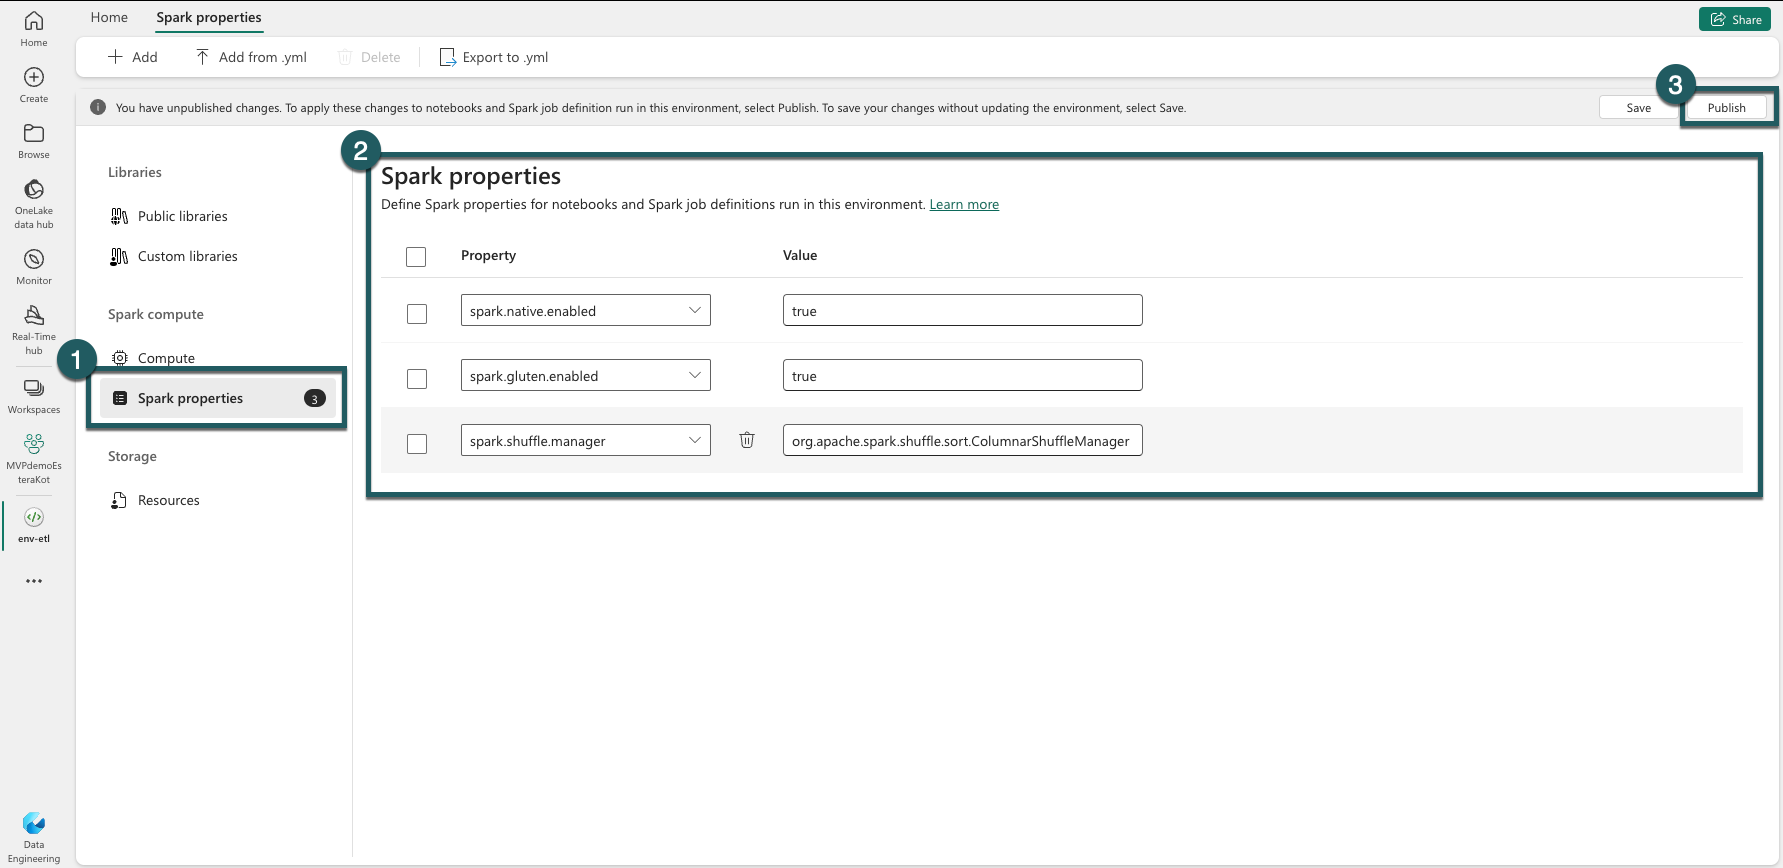 Home
Spark properties
Share
Add
Add from .yml
Delete
Export to .yml
You have unpublished changes. To apply these changes to notebooks and Spark job definition run in this environment, select Publish. To save your changes without updating the environment, select Save.
Save
3
Publish
Home
Create
Browse
OneLake
data hub
Monitor
Real-Time
hub
Workspaces
MVPdemoEs
teraKot
env-etl
Data
Engineering
Libraries
Public libraries
Custom libraries
Spark compute
Compute
1
Spark properties
3
Storage
Resources
2
Spark properties
Define Spark properties for notebooks and Spark job definitions run in this environment. Learn more
Property
Value
spark.native.enabled
true
spark.gluten.enabled
true
spark.shuffle.manager
org.apache.spark.shuffle.sort.ColumnarShuffleManager